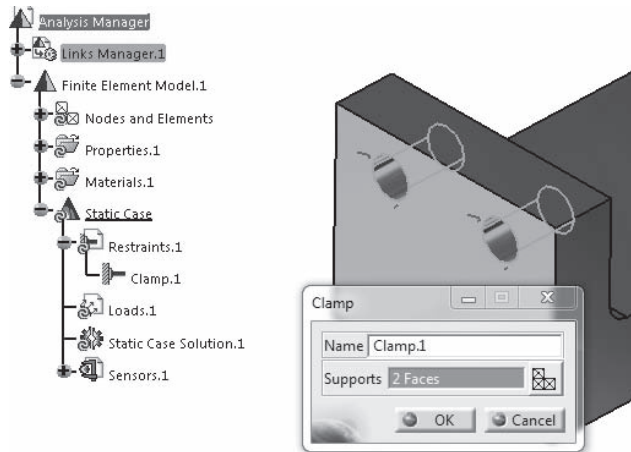 Analysis Manager
Links Manager.1
Finite Element Model.1
Nodes and Elements
Properties.1
Materials.1
Static Case
Restraints.1
Clamp.1
Loads.1
Static Case Solution.1
Sensors.1
Clamp
Name Clamp.1
Supports 2 Faces
OK Cancel